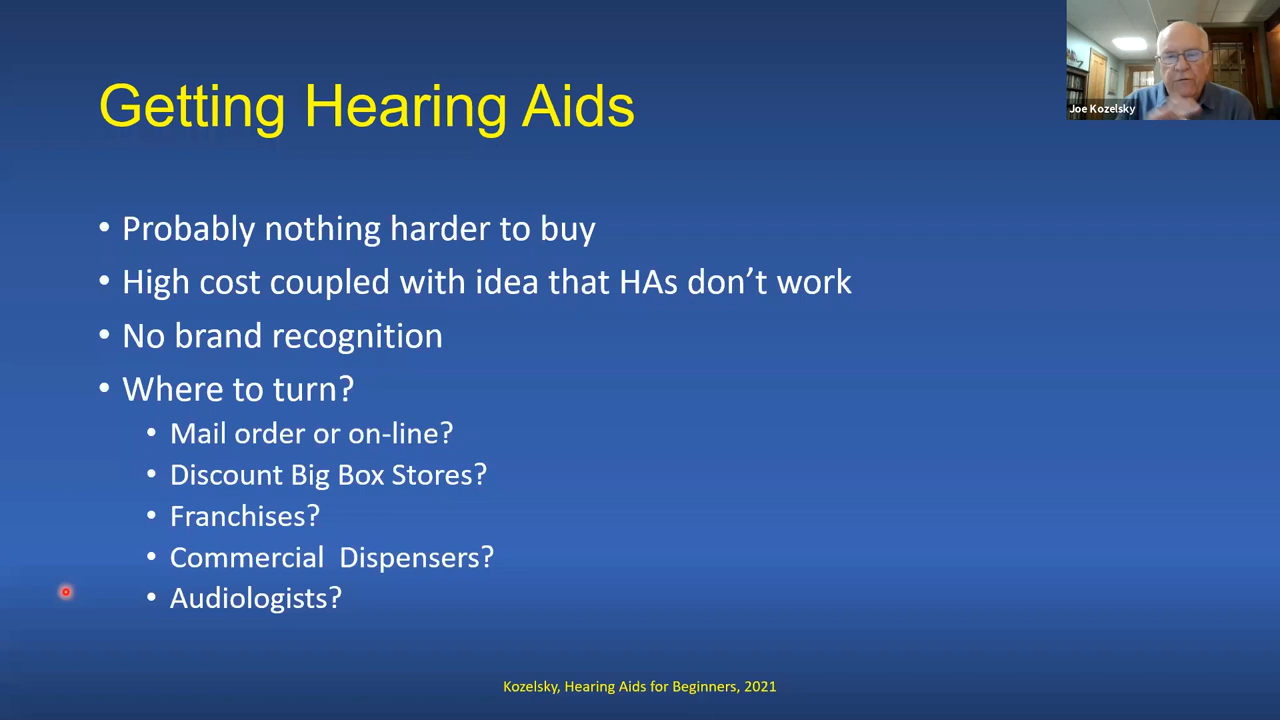 Joe Kozelsky
Getting Hearing Aids
• Probably nothing harder to buy
• High cost coupled with idea that HAs don’t work
• No brand recognition
• Where to turn?
• Mail order or on-line?
• Discount Big Box Stores?
• Franchises?
• Commercial  Dispensers?
• Audiologists?
Kozelsky, Hearing Aids for Beginners, 2021